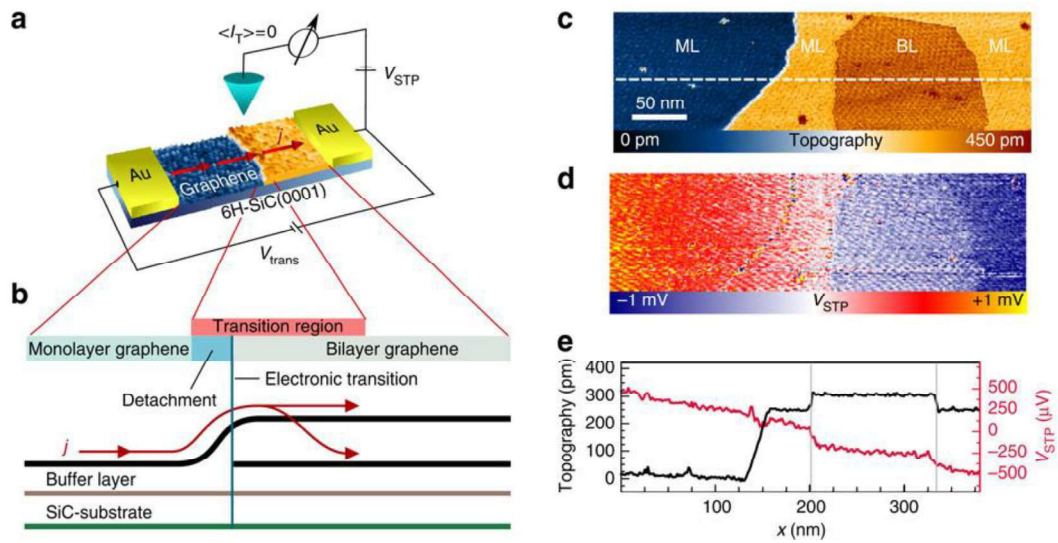 a
<I_T>=0
V_STP
Au
Au
j
Graphene
6H-SiC(0001)
V_trans
b
Transition region
Monolayer graphene
Bilayer graphene
Detachment
Electronic transition
j
Buffer layer
SiC-substrate
c
ML ML BL ML
50 nm
0 pm Topography 450 pm
d
−1 mV V_STP +1 mV
e
Topography (pm)
400
300
200
100
0
100 200 300
x (nm)
500
250
0
−250
−500
V_STP (μV)